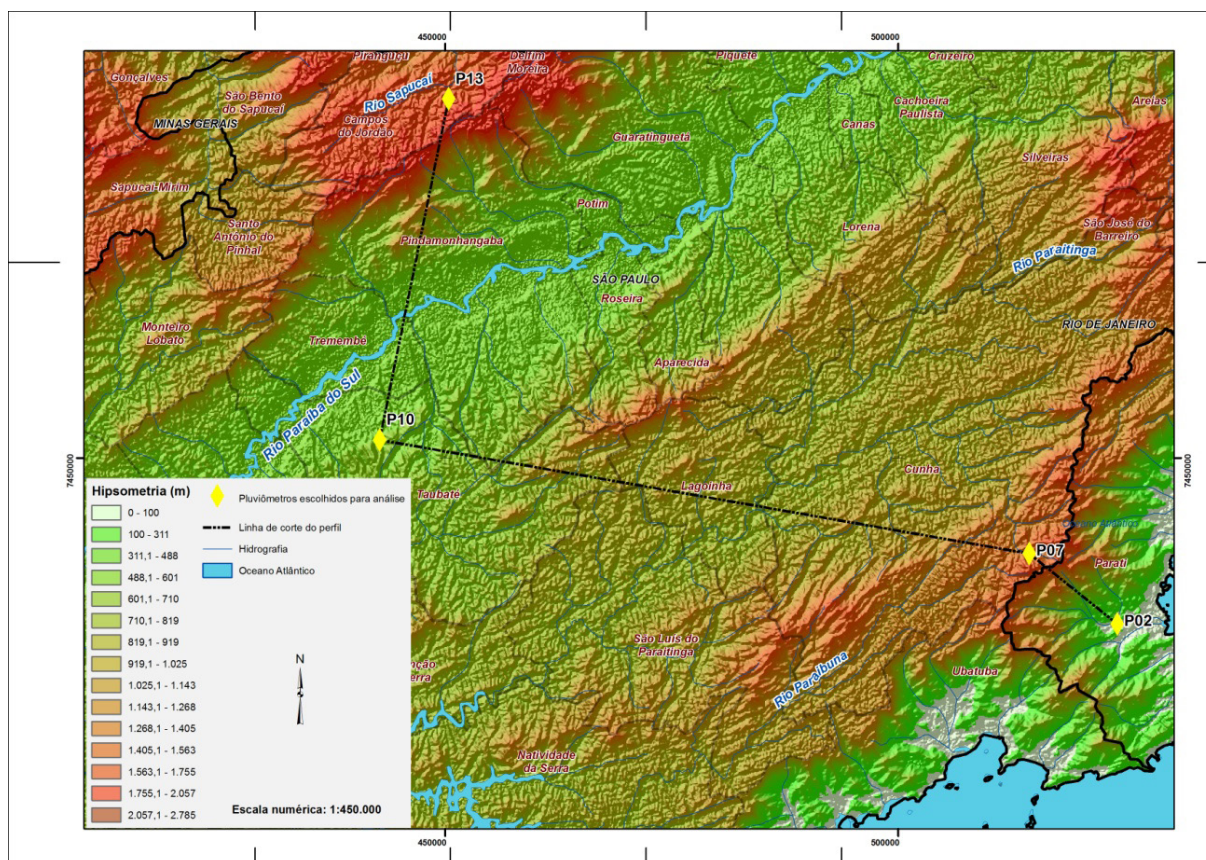 450000
500000
Gonçalves
Piranguçu
Delfim
Moreira
Piquete
Cruzeiro
São Bento
do Sapucaí
Rio Sapucaí
P13
Areias
MINAS GERAIS
Campos
do Jordão
Cachoeira
Paulista
Canas
Guaratinguetá
Silveiras
Sapucaí-Mirim
Potim
Santo
Antônio do
Pinhal
Pindamonhangaba
Lorena
São José do
Barreiro
Rio Paraitinga
SÃO PAULO
Roseira
RIO DE JANEIRO
Monteiro
Lobato
Tremembé
Aparecida
Rio Paraíba do Sul
P10
7450000
7450000
Cunha
Lagoinha
Taubaté
Oceano Atlântico
Parati
P07
P02
São Luís do
Paraitinga
Ubatuba
Rio Paraibuna
Natividade
da Serra
Hipsometria (m)
0 - 100
100 - 311
311,1 - 488
488,1 - 601
601,1 - 710
710,1 - 819
819,1 - 919
919,1 - 1.025
1.025,1 - 1.143
1.143,1 - 1.268
1.268,1 - 1.405
1.405,1 - 1.563
1.563,1 - 1.755
1.755,1 - 2.057
2.057,1 - 2.785
Pluviômetros escolhidos para análise
Linha de corte do perfil
Hidrografia
Oceano Atlântico
N
Escala numérica: 1:450.000
450000
500000